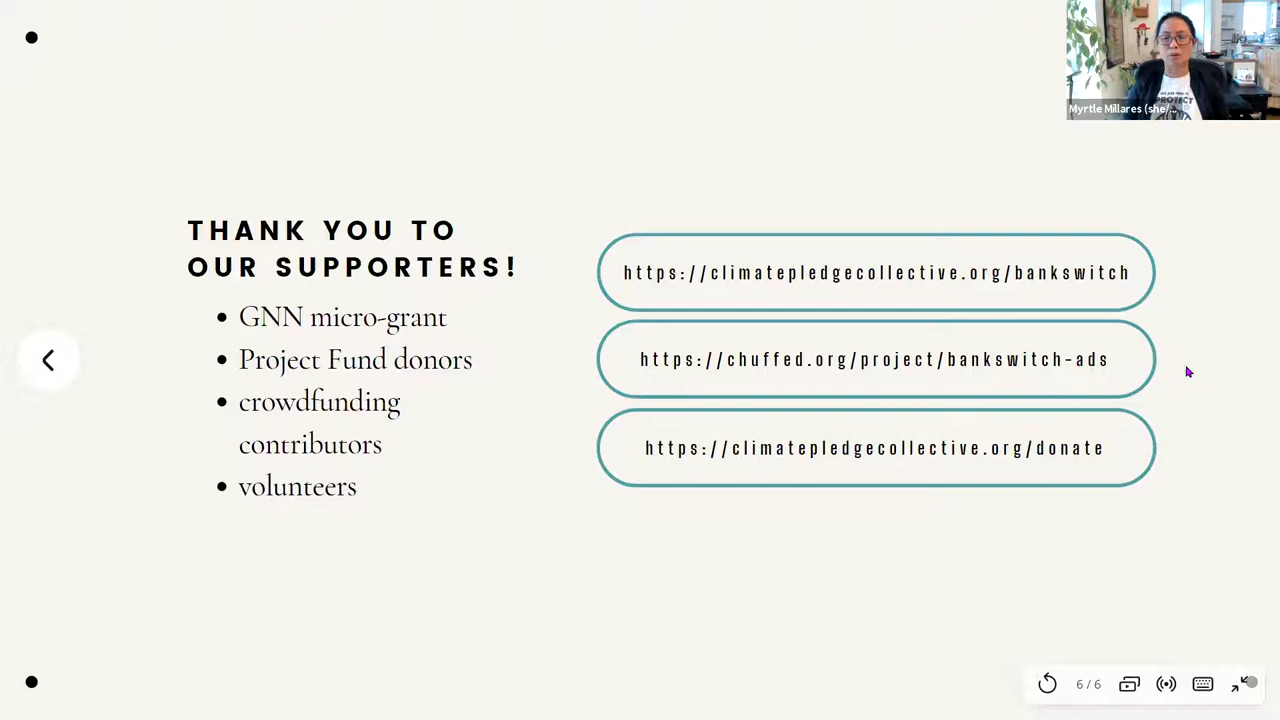 Myrtle Millares (she/...
PROTECT
THANK YOU TO
OUR SUPPORTERS!
GNN micro-grant
Project Fund donors
crowdfunding
contributors
volunteers
https://climatepledgecollective.org/bankswitch
https://chuffed.org/project/bankswitch-ads
https://climatepledgecollective.org/donate
6 / 6